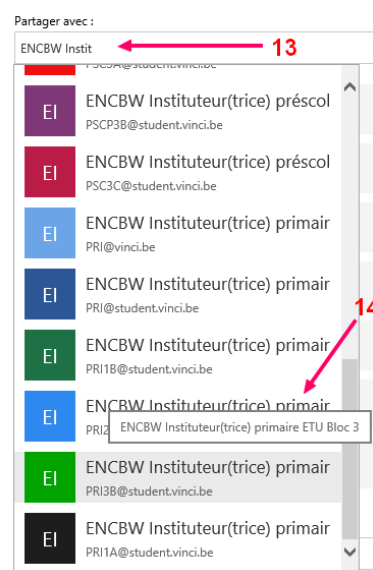 Partager avec :
ENCBW Instit
13
PSC3A@student.vinci.be
EI
ENCBW Instituteur(trice) préscol
PSCP3B@student.vinci.be
EI
ENCBW Instituteur(trice) préscol
PSC3C@student.vinci.be
EI
ENCBW Instituteur(trice) primair
PRI@vinci.be
EI
ENCBW Instituteur(trice) primair
PRI@student.vinci.be
14
EI
ENCBW Instituteur(trice) primair
PRI1B@student.vinci.be
EI
ENCBW Instituteur(trice) primair
PRI2
ENCBW Instituteur(trice) primaire ETU Bloc 3
EI
ENCBW Instituteur(trice) primair
PRI3B@student.vinci.be
EI
ENCBW Instituteur(trice) primair
PRI1A@student.vinci.be